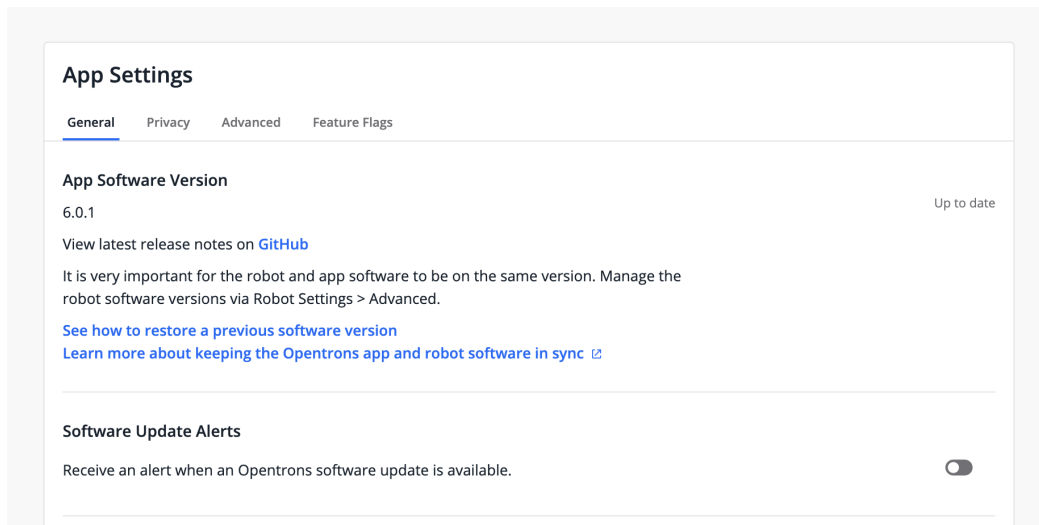 App Settings
General Privacy Advanced Feature Flags
App Software Version
6.0.1
Up to date
View latest release notes on GitHub
It is very important for the robot and app software to be on the same version. Manage the
robot software versions via Robot Settings > Advanced.
See how to restore a previous software version
Learn more about keeping the Opentrons app and robot software in sync
Software Update Alerts
Receive an alert when an Opentrons software update is available.